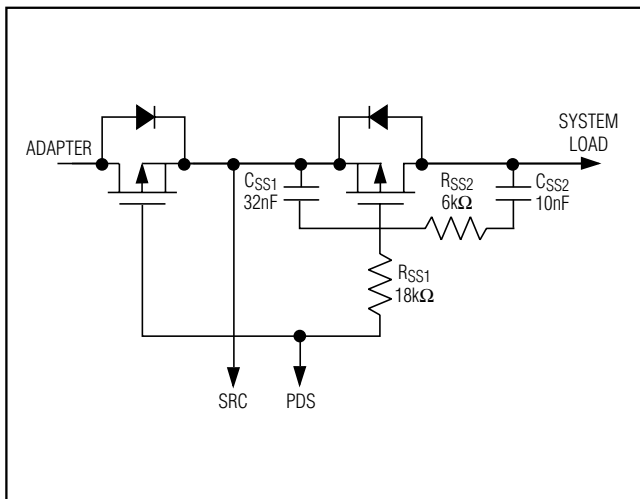 ADAPTER
SYSTEM
LOAD
CSS1
32nF
RSS2
6kΩ
CSS2
10nF
RSS1
18kΩ
SRC
PDS